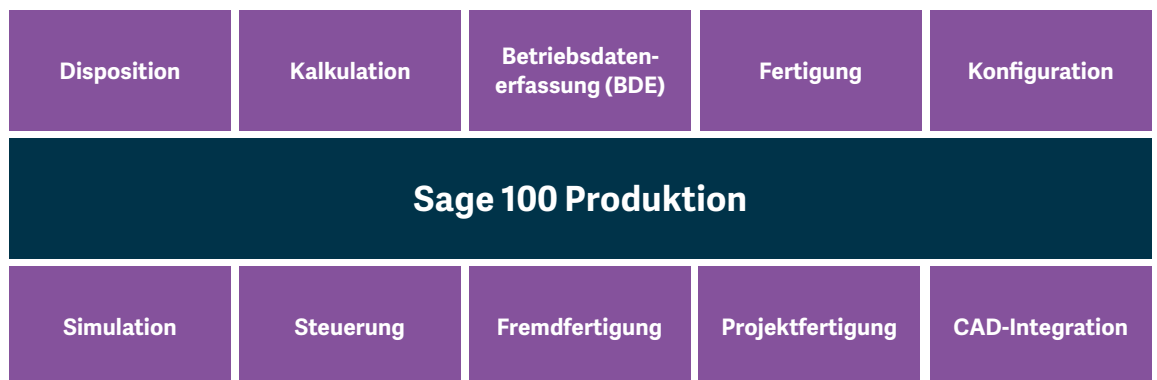 Disposition
Kalkulation
Betriebsdaten-
erfassung (BDE)
Fertigung
Konfiguration
Sage 100 Produktion
Simulation
Steuerung
Fremdfertigung
Projektfertigung
CAD-Integration